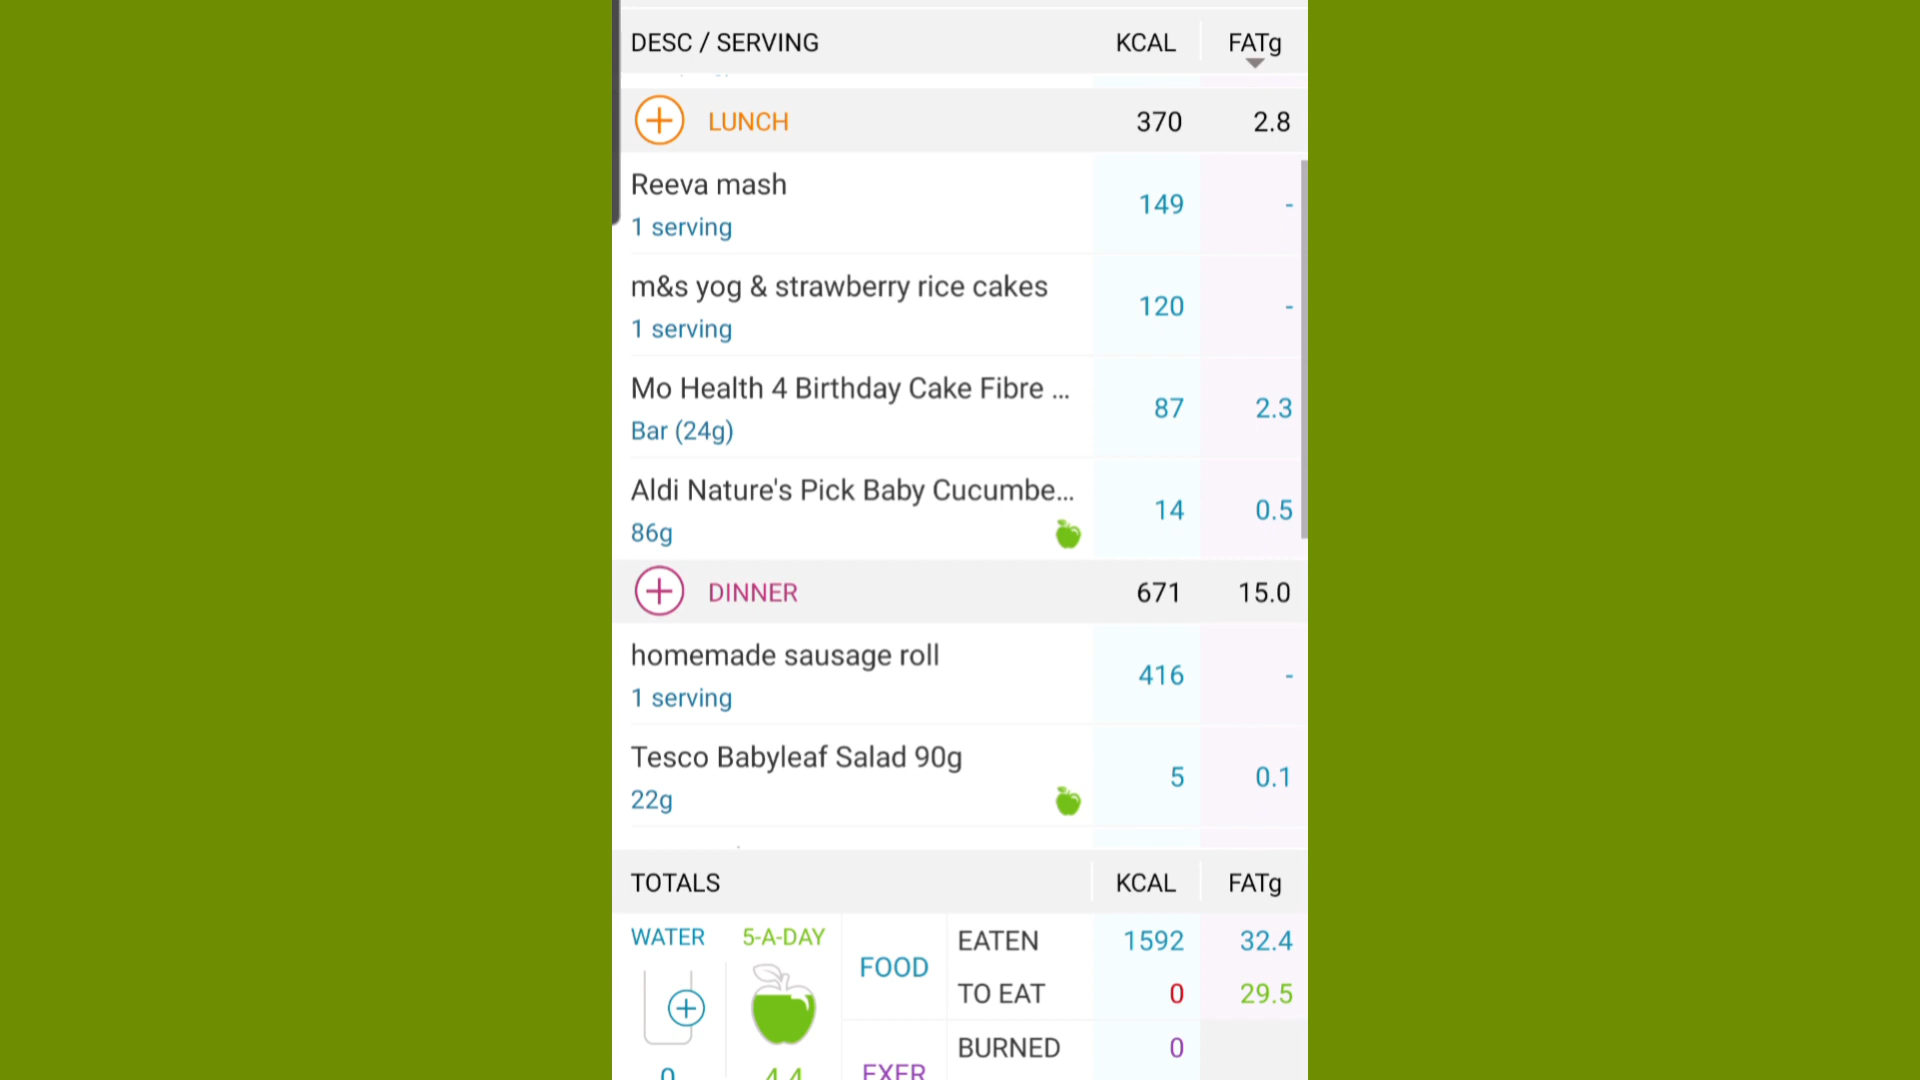 DESC / SERVING KCAL FATg
LUNCH 370 2.8
Reeva mash 149 -
1 serving
m&s yog & strawberry rice cakes 120 -
1 serving
Mo Health 4 Birthday Cake Fibre ... 87 2.3
Bar (24g)
Aldi Nature's Pick Baby Cucumbe... 14 0.5
86g
DINNER 671 15.0
homemade sausage roll 416 -
1 serving
Tesco Babyleaf Salad 90g 5 0.1
22g
TOTALS KCAL FATg
WATER 5-A-DAY FOOD EATEN 1592 32.4
TO EAT 0 29.5
BURNED 0
0 4.4 EXER